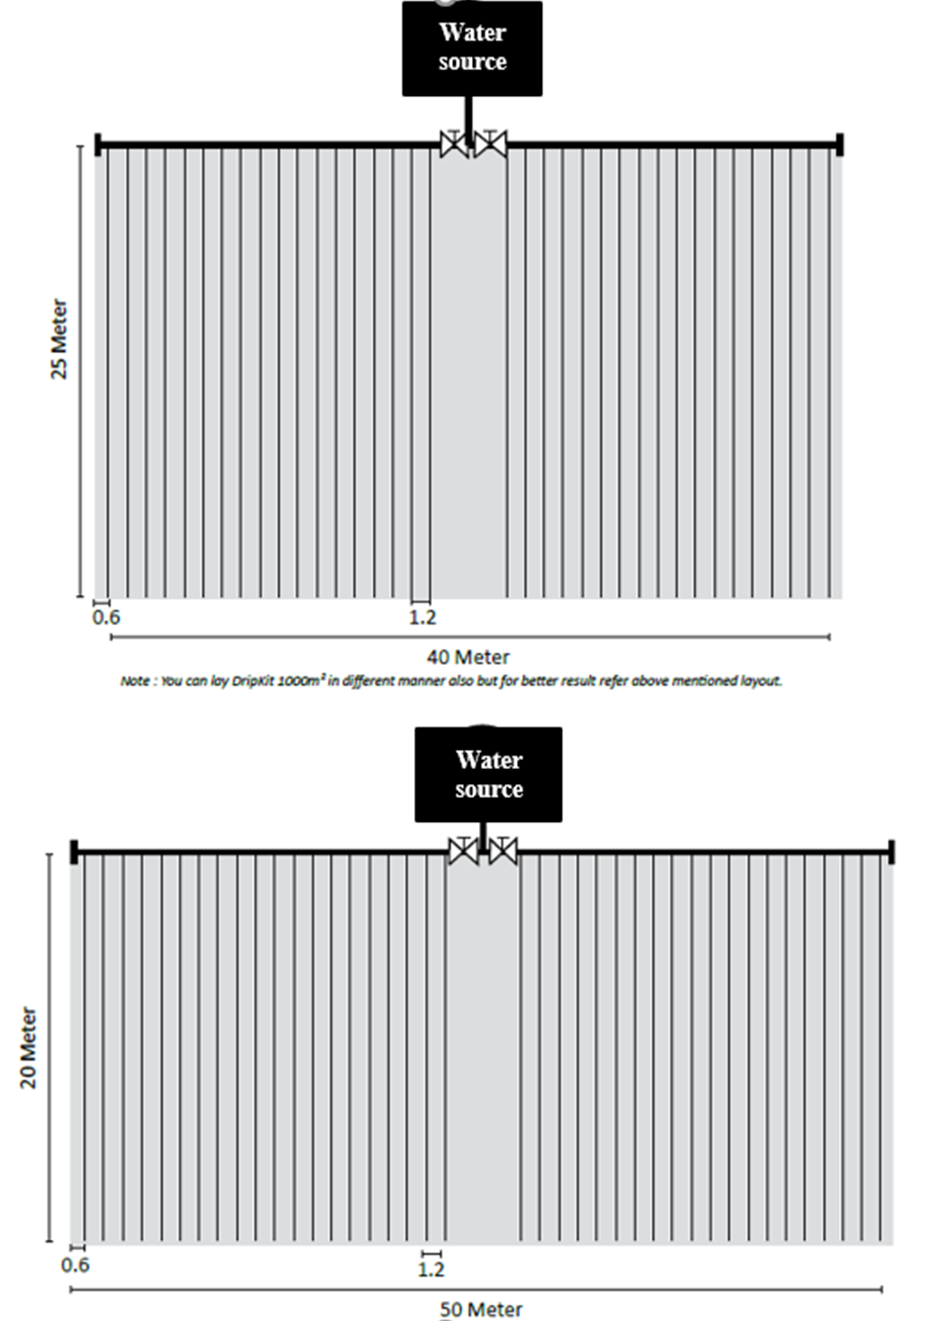 Water
source
25 Meter
0.6
1.2
40 Meter
Note : You can lay DripKit 1000m² in different manner also but for better result refer above mentioned layout.
Water
source
20 Meter
0.6
1.2
50 Meter